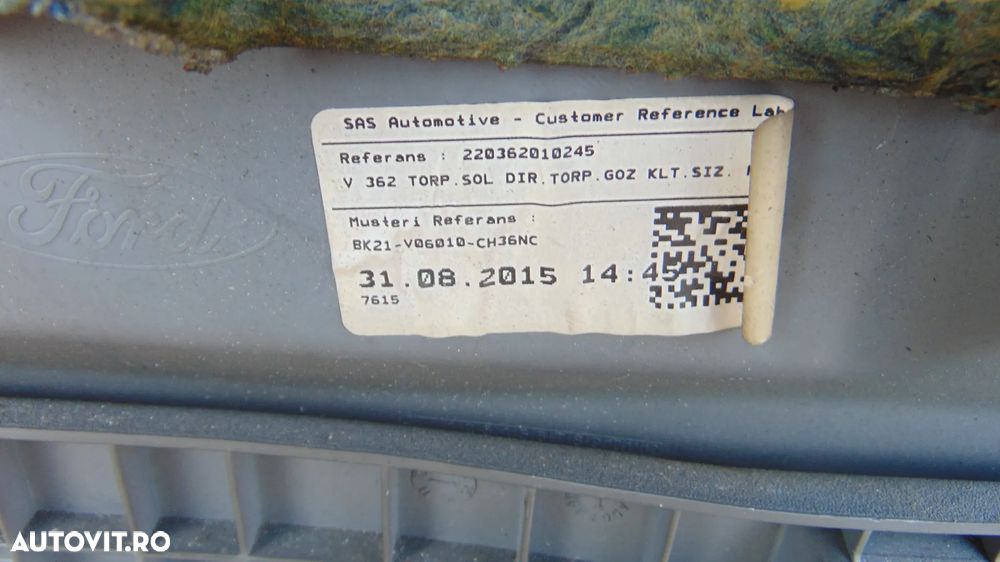 SAS Automotive - Customer Reference Lab
Referans : 220362010245
V 362 TORP.SOL DIR.TORP.GOZ KLT.SIZ.
Ford
Musteri Referans :
BK21-V06010-CH36NC
31.08.2015 14:45
7615
AUTOVIT.RO